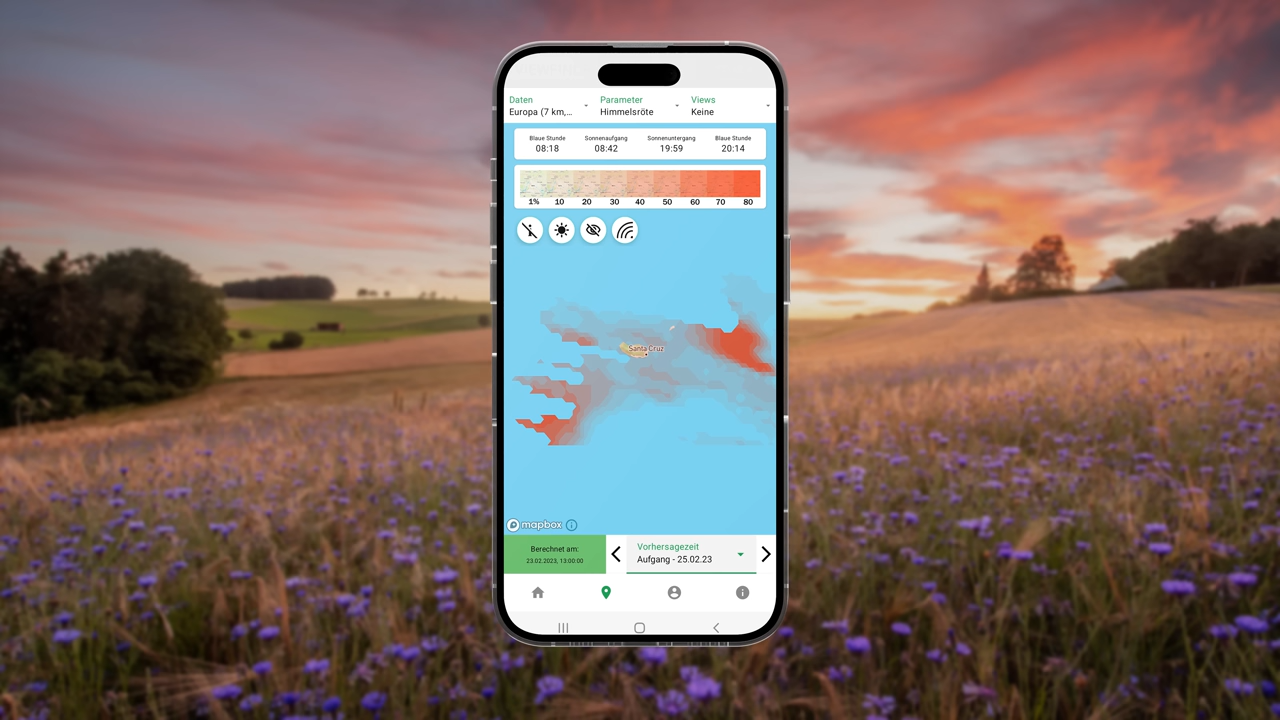 Daten Parameter Views
Europa (7 km,... Himmelsröte Keine
Blaue Stunde Sonnenaufgang Sonnenuntergang Blaue Stunde
08:18 08:42 19:59 20:14
1% 10 20 30 40 50 60 70 80
Santa Cruz
mapbox
Berechnet am:
23.02.2023, 13:00:00
Vorhersagezeit
Aufgang - 25.02.23